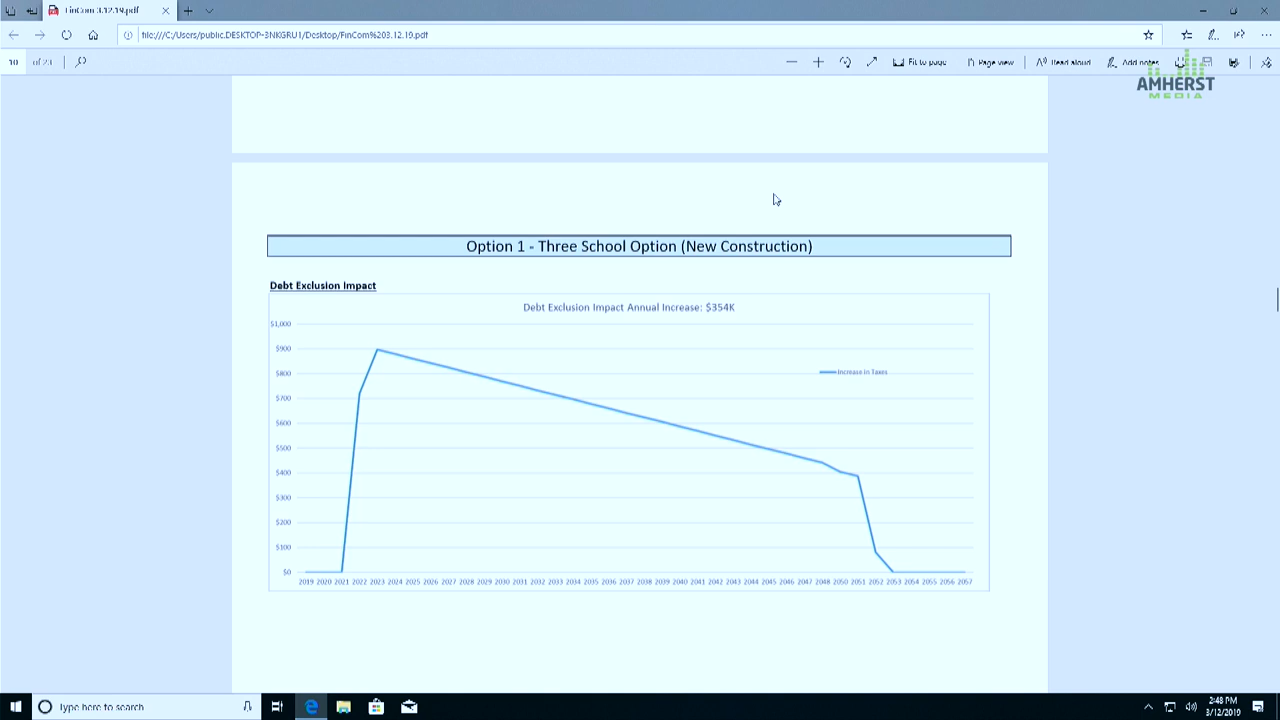 FinCom 3.12.19.pdf
file:///C:/Users/public.DESKTOP-3NKGRU1/Desktop/FinCom%203.12.19.pdf
10 of 23 Fit to page Page view Read aloud Add notes
AMHERST
MEDIA
Option 1 - Three School Option (New Construction)
Debt Exclusion Impact
Debt Exclusion Impact Annual Increase: $354K
$1,000
$900
$800
Increase in Taxes
$700
$600
$500
$400
$300
$200
$100
$0
2019 2020 2021 2022 2023 2024 2025 2026 2027 2028 2029 2030 2031 2032 2033 2034 2035 2036 2037 2038 2039 2040 2041 2042 2043 2044 2045 2046 2047 2048 2050 2051 2052 2053 2054 2055 2056 2057
Type here to search
2:48 PM
3/12/2019